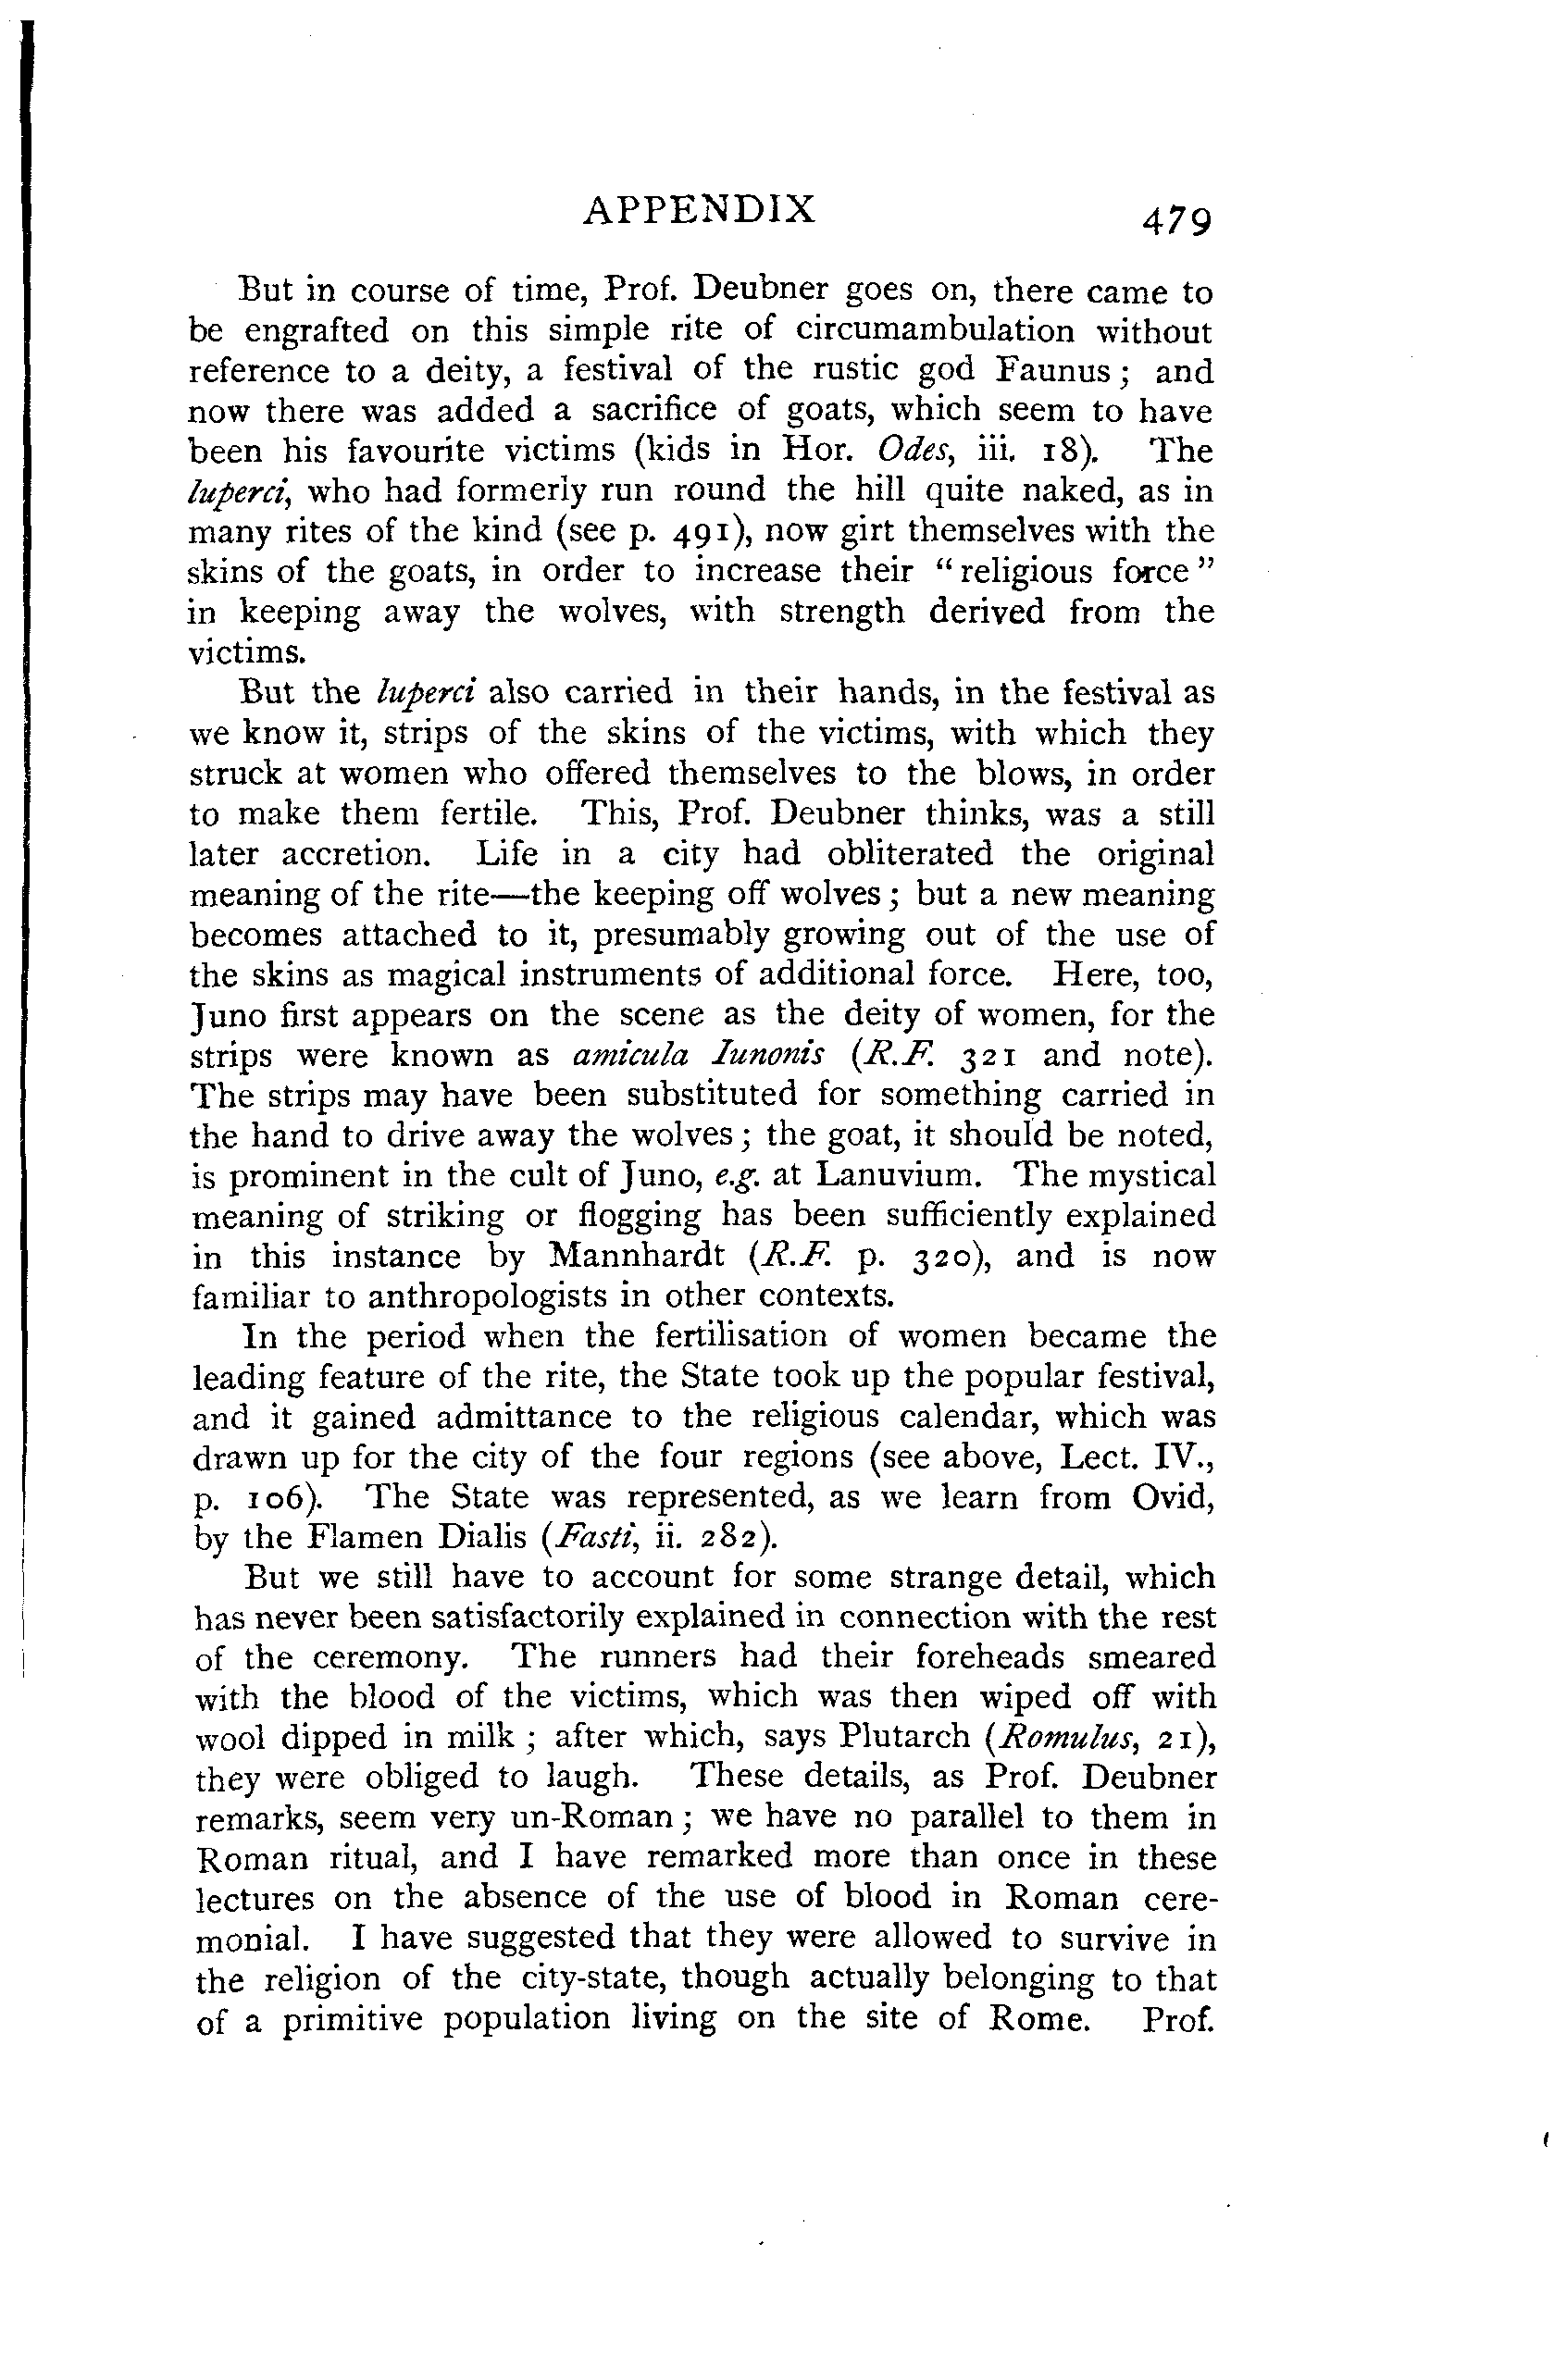 APPENDIX 479
But in course of time, Prof. Deubner goes on, there came to
be engrafted on this simple rite of circumambulation without
reference to a deity, a festival of the rustic god Faunus; and
now there was added a sacrifice of goats, which seem to have
been his favourite victims (kids in Hor. Odes, iii. 18). The
luperci, who had formerly run round the hill quite naked, as in
many rites of the kind (see p. 491), now girt themselves with the
skins of the goats, in order to increase their “religious force”
in keeping away the wolves, with strength derived from the
victims.
But the luperci also carried in their hands, in the festival as
we know it, strips of the skins of the victims, with which they
struck at women who offered themselves to the blows, in order
to make them fertile. This, Prof. Deubner thinks, was a still
later accretion. Life in a city had obliterated the original
meaning of the rite—the keeping off wolves; but a new meaning
becomes attached to it, presumably growing out of the use of
the skins as magical instruments of additional force. Here, too,
Juno first appears on the scene as the deity of women, for the
strips were known as amicula Iunonis (R.F. 321 and note).
The strips may have been substituted for something carried in
the hand to drive away the wolves; the goat, it should be noted,
is prominent in the cult of Juno, e.g. at Lanuvium. The mystical
meaning of striking or flogging has been sufficiently explained
in this instance by Mannhardt (R.F. p. 320), and is now
familiar to anthropologists in other contexts.
In the period when the fertilisation of women became the
leading feature of the rite, the State took up the popular festival,
and it gained admittance to the religious calendar, which was
drawn up for the city of the four regions (see above, Lect. IV.,
p. 106). The State was represented, as we learn from Ovid,
by the Flamen Dialis (Fasti, ii. 282).
But we still have to account for some strange detail, which
has never been satisfactorily explained in connection with the rest
of the ceremony. The runners had their foreheads smeared
with the blood of the victims, which was then wiped off with
wool dipped in milk; after which, says Plutarch (Romulus, 21),
they were obliged to laugh. These details, as Prof. Deubner
remarks, seem very un-Roman; we have no parallel to them in
Roman ritual, and I have remarked more than once in these
lectures on the absence of the use of blood in Roman cere-
monial. I have suggested that they were allowed to survive in
the religion of the city-state, though actually belonging to that
of a primitive population living on the site of Rome. Prof.